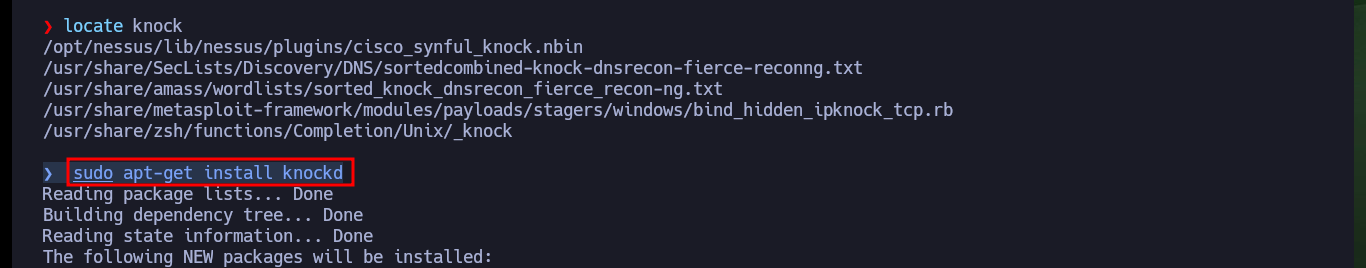 ❯ locate knock
/opt/nessus/lib/nessus/plugins/cisco_synful_knock.nbin
/usr/share/SecLists/Discovery/DNS/sortedcombined-knock-dnsrecon-fierce-reconng.txt
/usr/share/amass/wordlists/sorted_knock_dnsrecon_fierce_recon-ng.txt
/usr/share/metasploit-framework/modules/payloads/stagers/windows/bind_hidden_ipknock_tcp.rb
/usr/share/zsh/functions/Completion/Unix/_knock
❯ sudo apt-get install knockd
Reading package lists... Done
Building dependency tree... Done
Reading state information... Done
The following NEW packages will be installed: